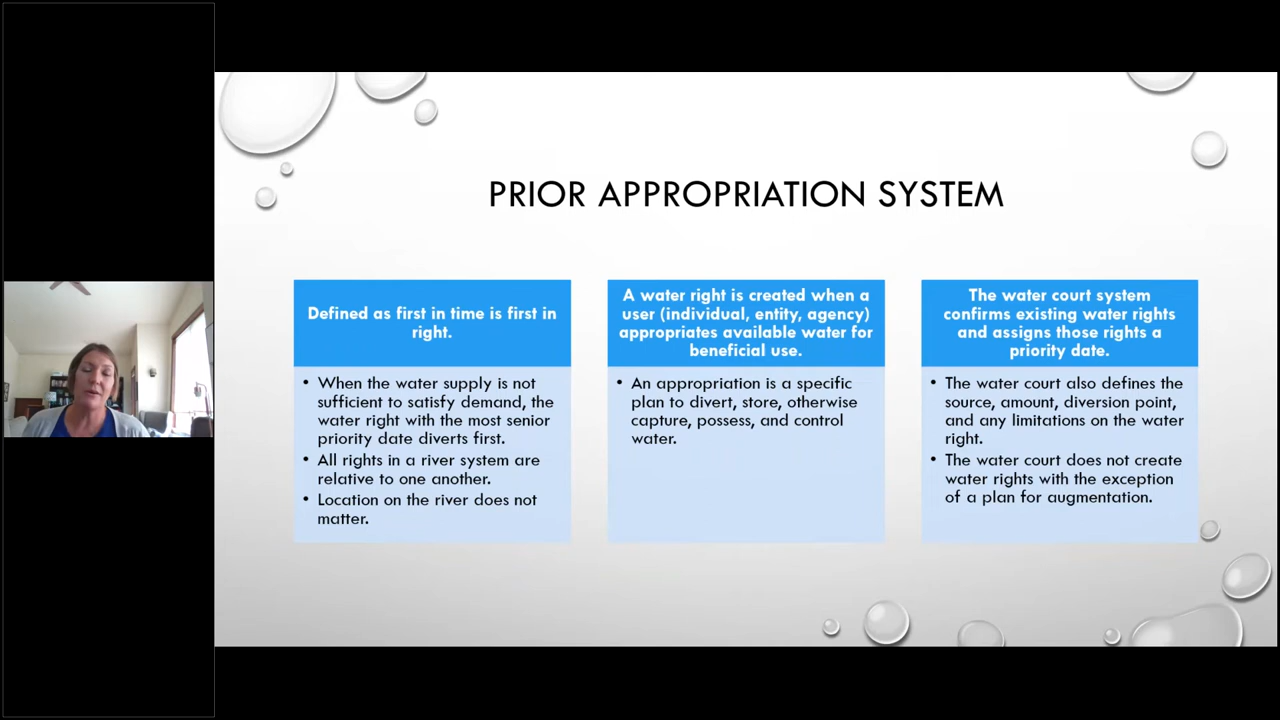 PRIOR APPROPRIATION SYSTEM
Defined as first in time is first in
right.
• When the water supply is not
sufficient to satisfy demand, the
water right with the most senior
priority date diverts first.
• All rights in a river system are
relative to one another.
• Location on the river does not
matter.
A water right is created when a
user (individual, entity, agency)
appropriates available water for
beneficial use.
• An appropriation is a specific
plan to divert, store, otherwise
capture, possess, and control
water.
The water court system
confirms existing water rights
and assigns those rights a
priority date.
• The water court also defines the
source, amount, diversion point,
and any limitations on the water
right.
• The water court does not create
water rights with the exception
of a plan for augmentation.